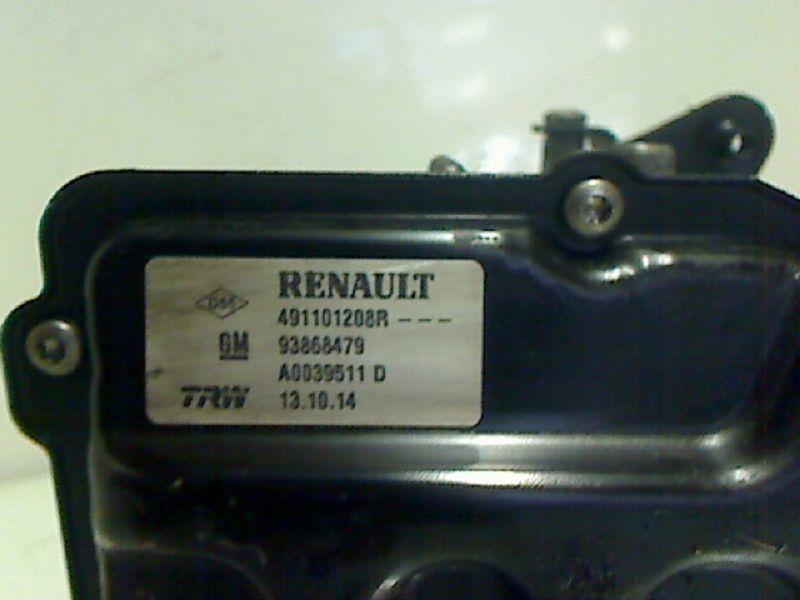 RENAULT
491101208R ---
GM 93868479
A0039511 D
TRW 13.10.14